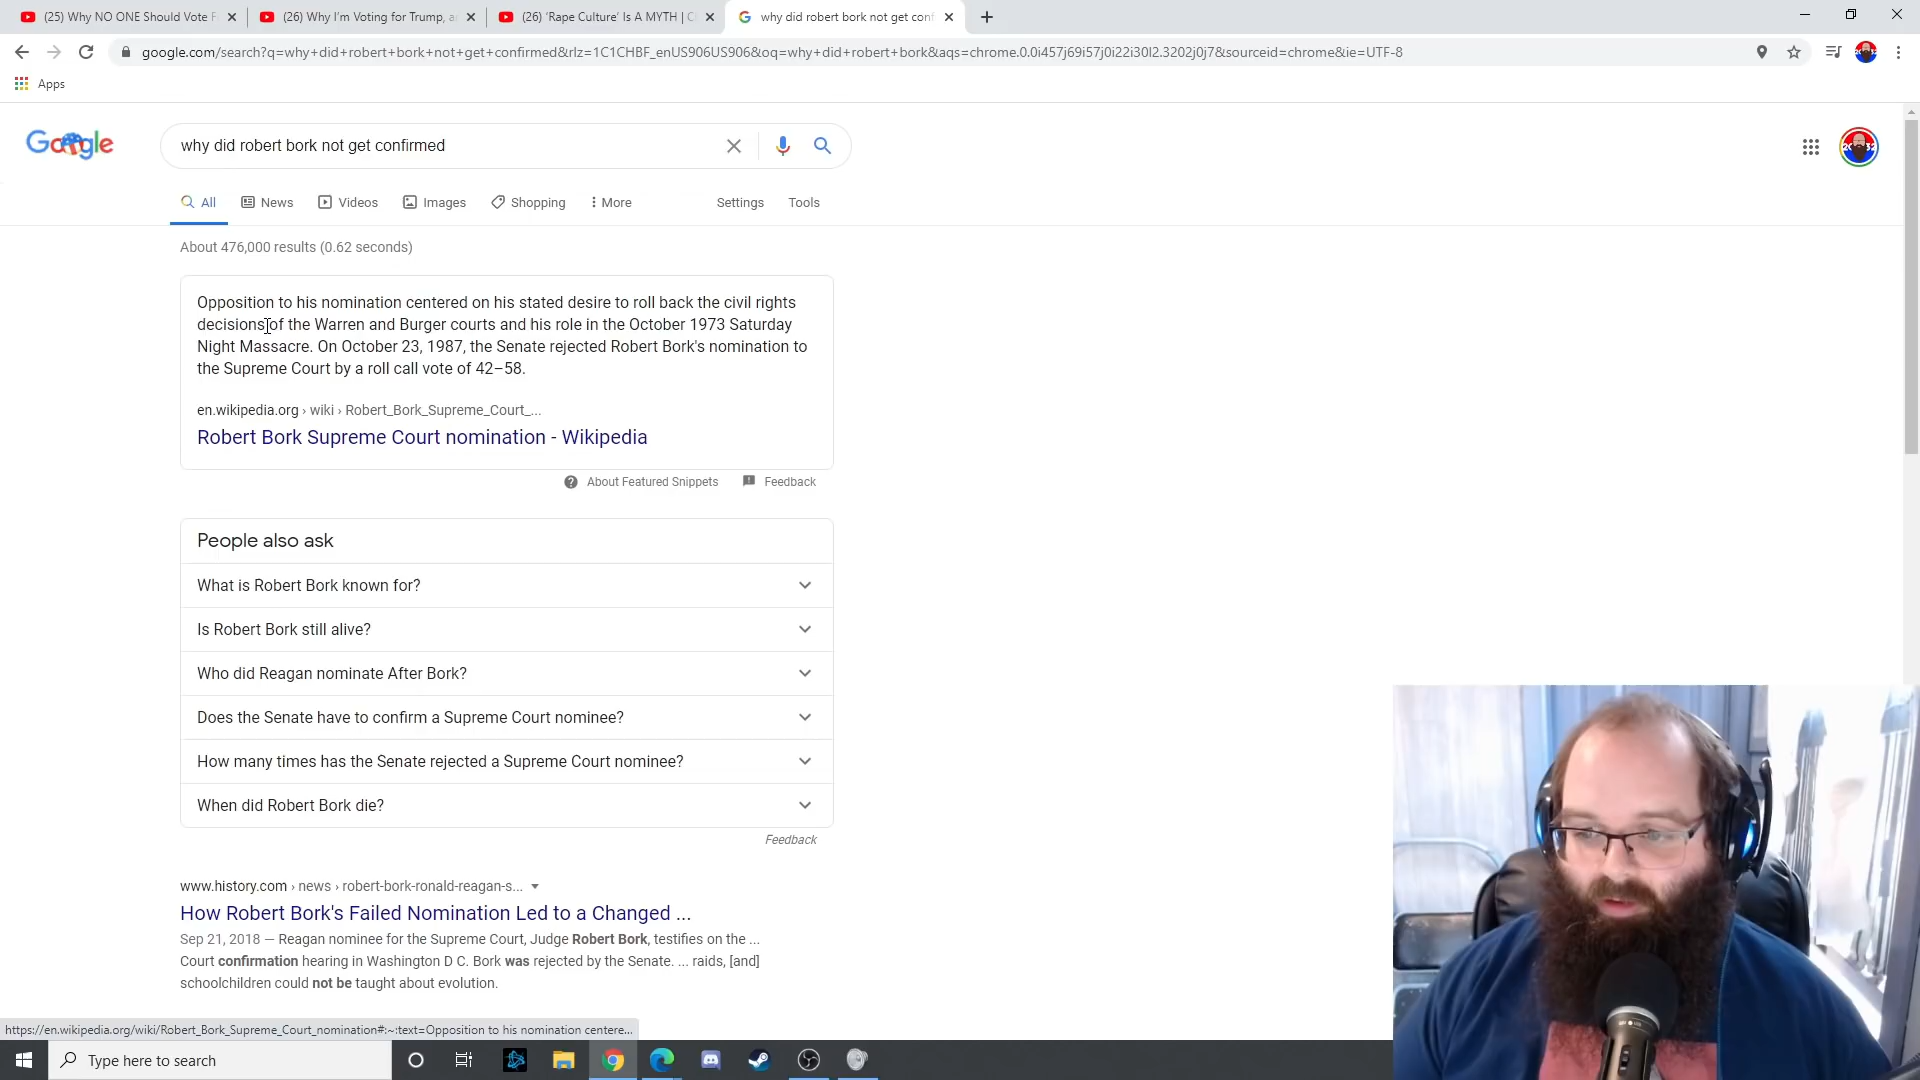 (25) Why NO ONE Should Vote F
(26) Why I'm Voting for Trump, a
(26) 'Rape Culture' Is A MYTH | C
why did robert bork not get conf
google.com/search?q=why+did+robert+bork+not+get+confirmed&rlz=1C1CHBF_enUS906US906&oq=why+did+robert+bork&aqs=chrome.0.0i457j69i57j0i22i30l2.3202j0j7&sourceid=chrome&ie=UTF-8
Apps
Google
why did robert bork not get confirmed
All
News
Videos
Images
Shopping
More
Settings
Tools
About 476,000 results (0.62 seconds)
Opposition to his nomination centered on his stated desire to roll back the civil rights
decisions of the Warren and Burger courts and his role in the October 1973 Saturday
Night Massacre. On October 23, 1987, the Senate rejected Robert Bork's nomination to
the Supreme Court by a roll call vote of 42–58.
en.wikipedia.org › wiki › Robert_Bork_Supreme_Court_...
Robert Bork Supreme Court nomination - Wikipedia
About Featured Snippets
Feedback
People also ask
What is Robert Bork known for?
Is Robert Bork still alive?
Who did Reagan nominate After Bork?
Does the Senate have to confirm a Supreme Court nominee?
How many times has the Senate rejected a Supreme Court nominee?
When did Robert Bork die?
Feedback
www.history.com › news › robert-bork-ronald-reagan-s...
How Robert Bork's Failed Nomination Led to a Changed ...
Sep 21, 2018 — Reagan nominee for the Supreme Court, Judge Robert Bork, testifies on the ...
Court confirmation hearing in Washington D C. Bork was rejected by the Senate. ... raids, [and]
schoolchildren could not be taught about evolution.
https://en.wikipedia.org/wiki/Robert_Bork_Supreme_Court_nomination#:~:text=Opposition to his nomination centere...
Type here to search